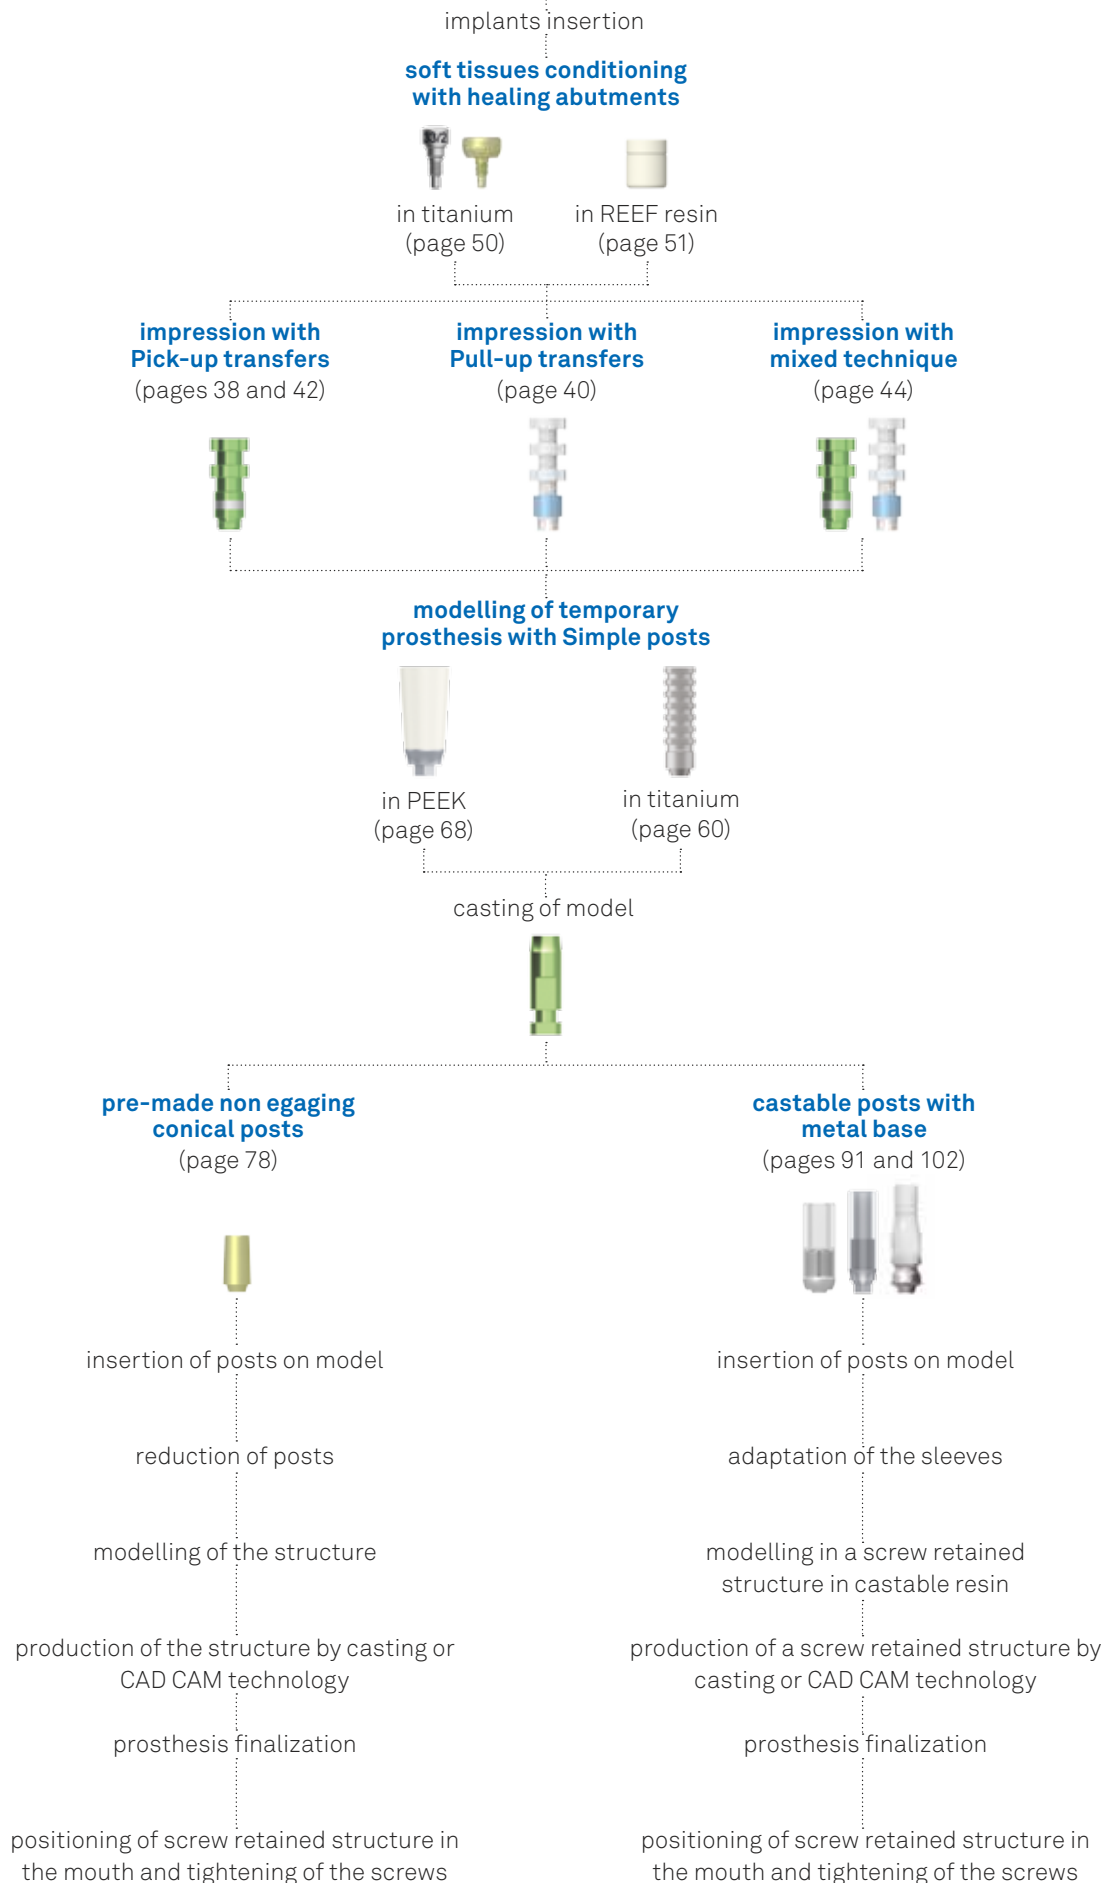 implants insertion
soft tissues conditioning
with healing abutments
33/2
in titanium
(page 50)
in REEF resin
(page 51)
impression with
Pick-up transfers
(pages 38 and 42)
impression with
Pull-up transfers
(page 40)
impression with
mixed technique
(page 44)
modelling of temporary
prosthesis with Simple posts
in PEEK
(page 68)
in titanium
(page 60)
casting of model
pre-made non egaging
conical posts
(page 78)
castable posts with
metal base
(pages 91 and 102)
insertion of posts on model
reduction of posts
modelling of the structure
production of the structure by casting or
CAD CAM technology
prosthesis finalization
positioning of screw retained structure in
the mouth and tightening of the screws
insertion of posts on model
adaptation of the sleeves
modelling in a screw retained
structure in castable resin
production of a screw retained structure by
casting or CAD CAM technology
prosthesis finalization
positioning of screw retained structure in
the mouth and tightening of the screws